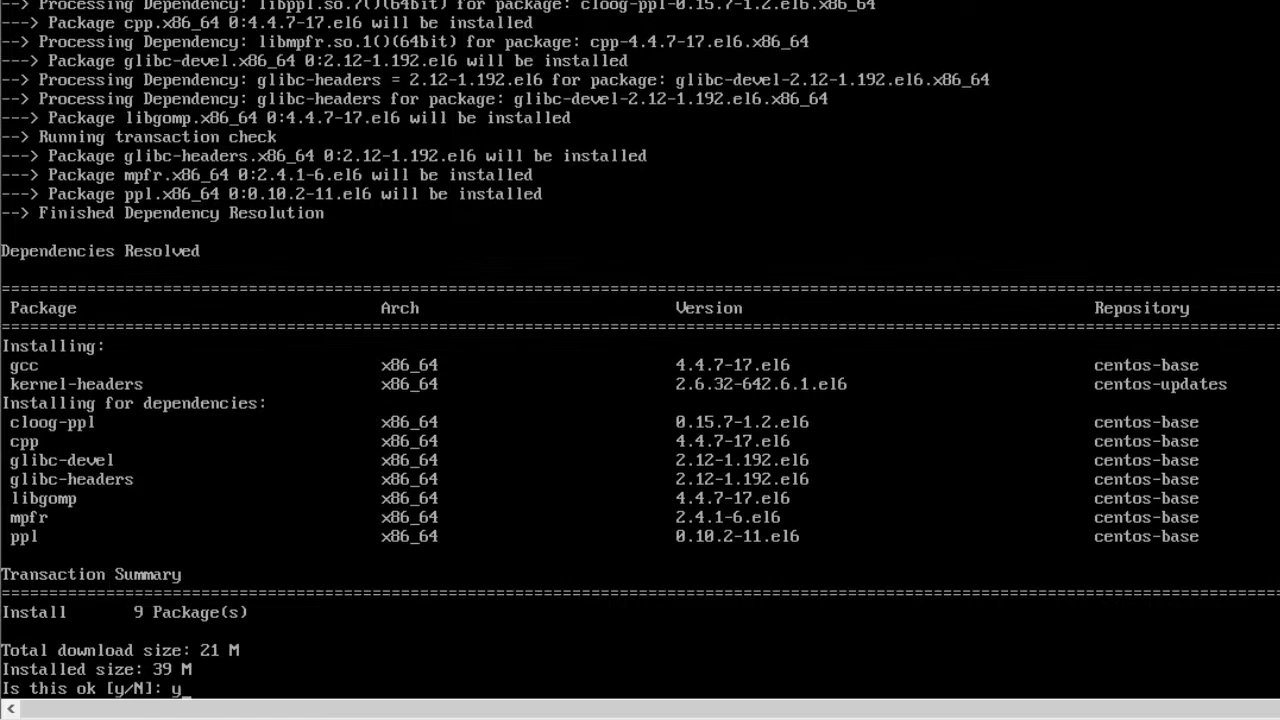 ---> Processing Dependency: libppl.so.7()(64bit) for package: cloog-ppl-0.15.7-1.2.el6.x86_64
---> Package cpp.x86_64 0:4.4.7-17.el6 will be installed
--> Processing Dependency: libmpfr.so.1()(64bit) for package: cpp-4.4.7-17.el6.x86_64
---> Package glibc-devel.x86_64 0:2.12-1.192.el6 will be installed
--> Processing Dependency: glibc-headers = 2.12-1.192.el6 for package: glibc-devel-2.12-1.192.el6.x86_64
--> Processing Dependency: glibc-headers for package: glibc-devel-2.12-1.192.el6.x86_64
---> Package libgomp.x86_64 0:4.4.7-17.el6 will be installed
--> Running transaction check
---> Package glibc-headers.x86_64 0:2.12-1.192.el6 will be installed
---> Package mpfr.x86_64 0:2.4.1-6.el6 will be installed
---> Package ppl.x86_64 0:0.10.2-11.el6 will be installed
--> Finished Dependency Resolution
Dependencies Resolved
Package Arch Version Repository
Installing:
gcc x86_64 4.4.7-17.el6 centos-base
kernel-headers x86_64 2.6.32-642.6.1.el6 centos-updates
Installing for dependencies:
cloog-ppl x86_64 0.15.7-1.2.el6 centos-base
cpp x86_64 4.4.7-17.el6 centos-base
glibc-devel x86_64 2.12-1.192.el6 centos-base
glibc-headers x86_64 2.12-1.192.el6 centos-base
libgomp x86_64 4.4.7-17.el6 centos-base
mpfr x86_64 2.4.1-6.el6 centos-base
ppl x86_64 0.10.2-11.el6 centos-base
Transaction Summary
Install 9 Package(s)
Total download size: 21 M
Installed size: 39 M
Is this ok [y/N]: y_